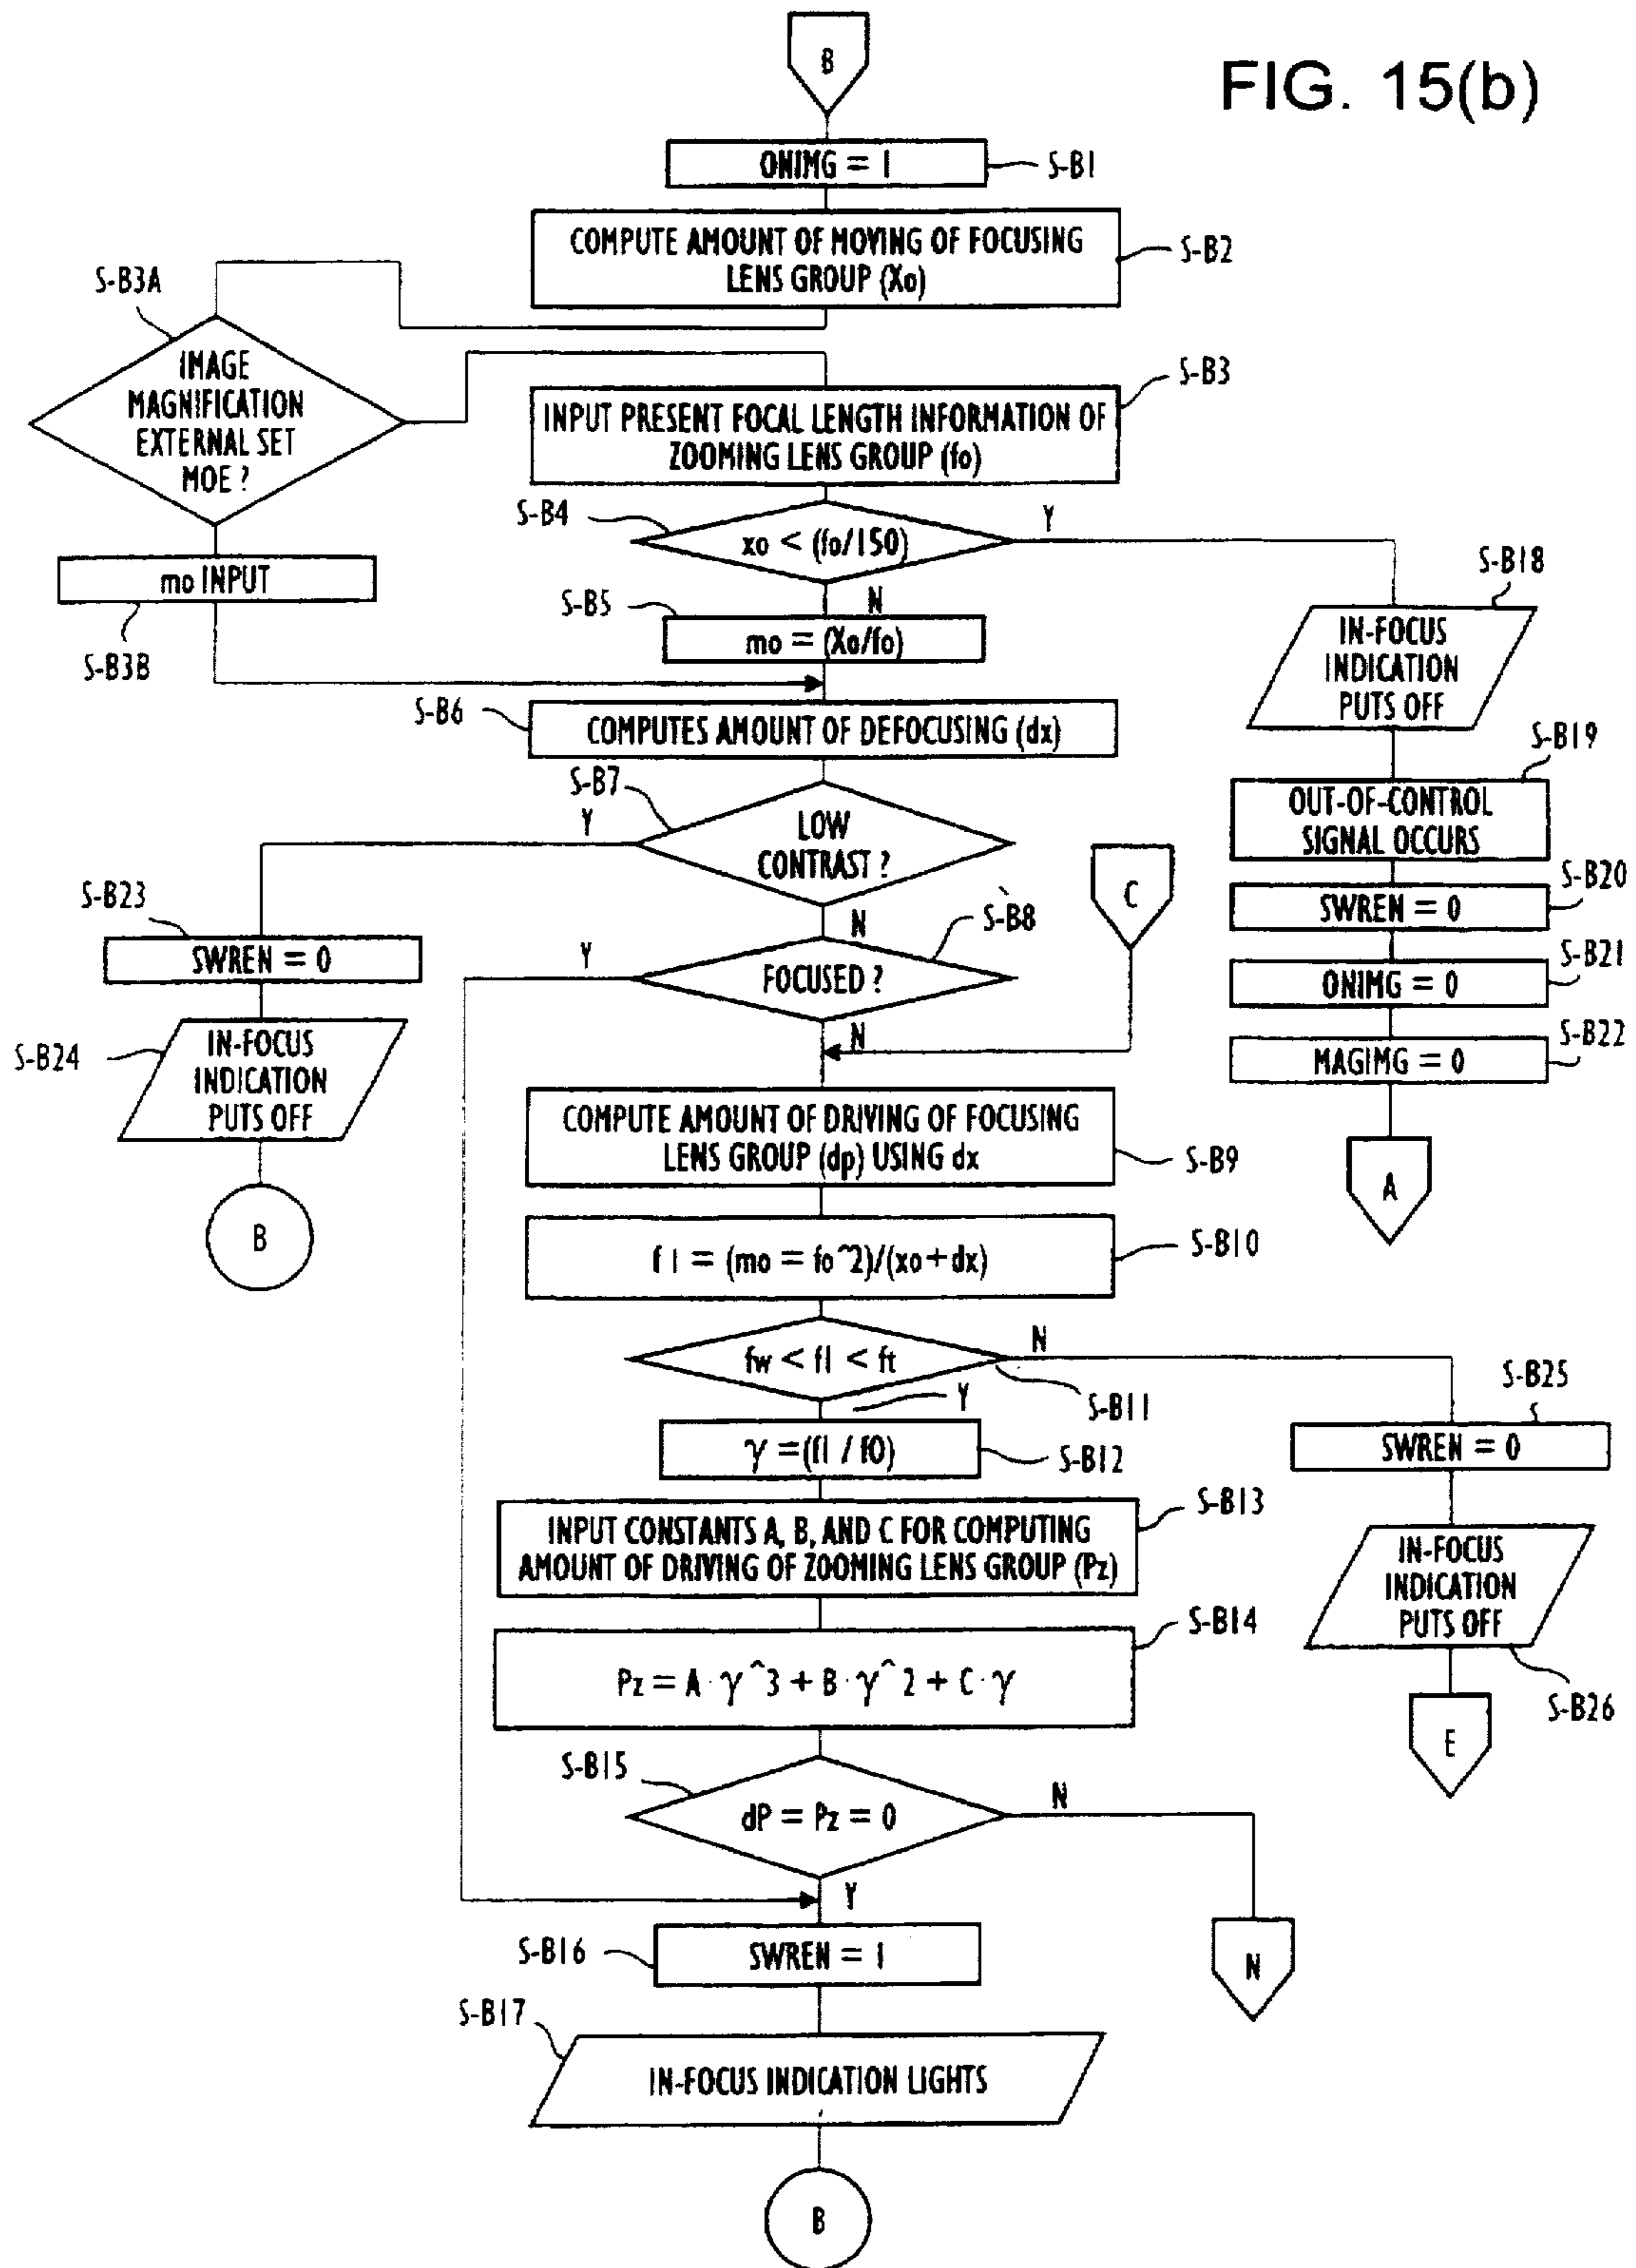 FIG. 15(b)
B
ONIMG = 1
S-B1
COMPUTE AMOUNT OF MOVING OF FOCUSING
LENS GROUP (Xo)
S-B2
S-B3A
IMAGE
MAGNIFICATION
EXTERNAL SET
MOE ?
S-B3
INPUT PRESENT FOCAL LENGTH INFORMATION OF
ZOOMING LENS GROUP (fo)
S-B4
xo < (fo/150)
Y
N
mo INPUT
S-B3B
S-B5
mo = (Xo/fo)
S-B18
IN-FOCUS
INDICATION
PUTS OFF
S-B6
COMPUTES AMOUNT OF DEFOCUSING (dx)
S-B19
OUT-OF-CONTROL
SIGNAL OCCURS
S-B7
Y
LOW
CONTRAST ?
N
C
S-B20
SWREN = 0
S-B23
SWREN = 0
S-B8
Y
FOCUSED ?
N
S-B21
ONIMG = 0
S-B24
IN-FOCUS
INDICATION
PUTS OFF
B
S-B22
MAGIMG = 0
A
COMPUTE AMOUNT OF DRIVING OF FOCUSING
LENS GROUP (dp) USING dx
S-B9
f1 = (mo = fo^2)/(xo+dx)
S-B10
fw < f1 < ft
N
Y
S-B11
S-B25
SWREN = 0
γ =(f1 / f0)
S-B12
INPUT CONSTANTS A, B, AND C FOR COMPUTING
AMOUNT OF DRIVING OF ZOOMING LENS GROUP (Pz)
S-B13
IN-FOCUS
INDICATION
PUTS OFF
S-B26
E
S-B14
Pz = A · γ^3 + B · γ^2 + C · γ
S-B15
dP = Pz = 0
N
Y
N
S-B16
SWREN = 1
S-B17
IN-FOCUS INDICATION LIGHTS
B